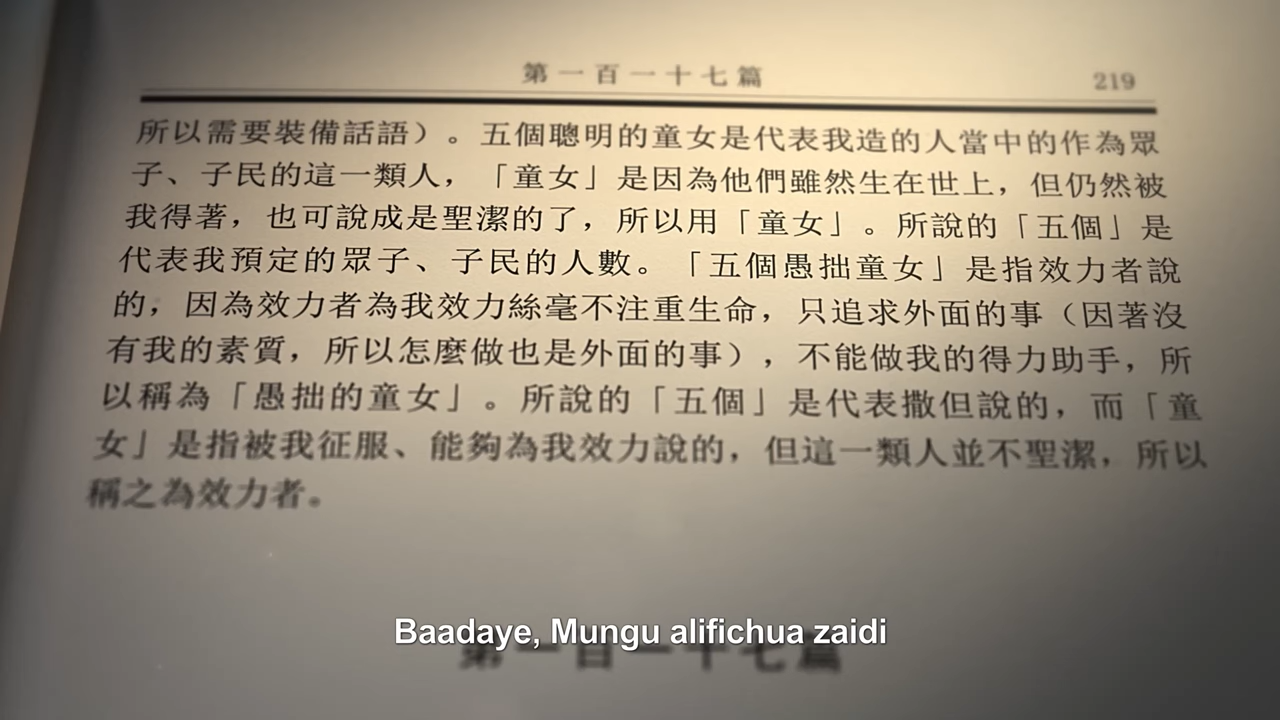 第一百一十七篇 219
所以需要裝備話語）。五個聰明的童女是代表我造的人當中的作為眾
子、子民的這一類人，「童女」是因為他們雖然生在世上，但仍然被
我得著，也可說成是聖潔的了，所以用「童女」。所說的「五個」是
代表我預定的眾子、子民的人數。「五個愚拙童女」是指效力者說
的，因為效力者為我效力絲毫不注重生命，只追求外面的事（因著沒
有我的素質，所以怎麼做也是外面的事），不能做我的得力助手，所
以稱為「愚拙的童女」。所說的「五個」是代表撒但說的，而「童
女」是指被我征服、能夠為我效力說的，但這一類人並不聖潔，所以
稱之為效力者。
Baadaye, Mungu alifichua zaidi
第一百一十七篇